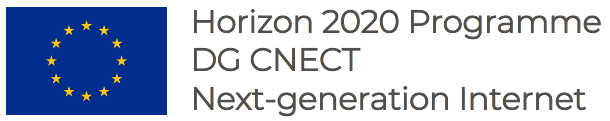 Horizon 2020 Programme
DG CNECT
Next-generation Internet